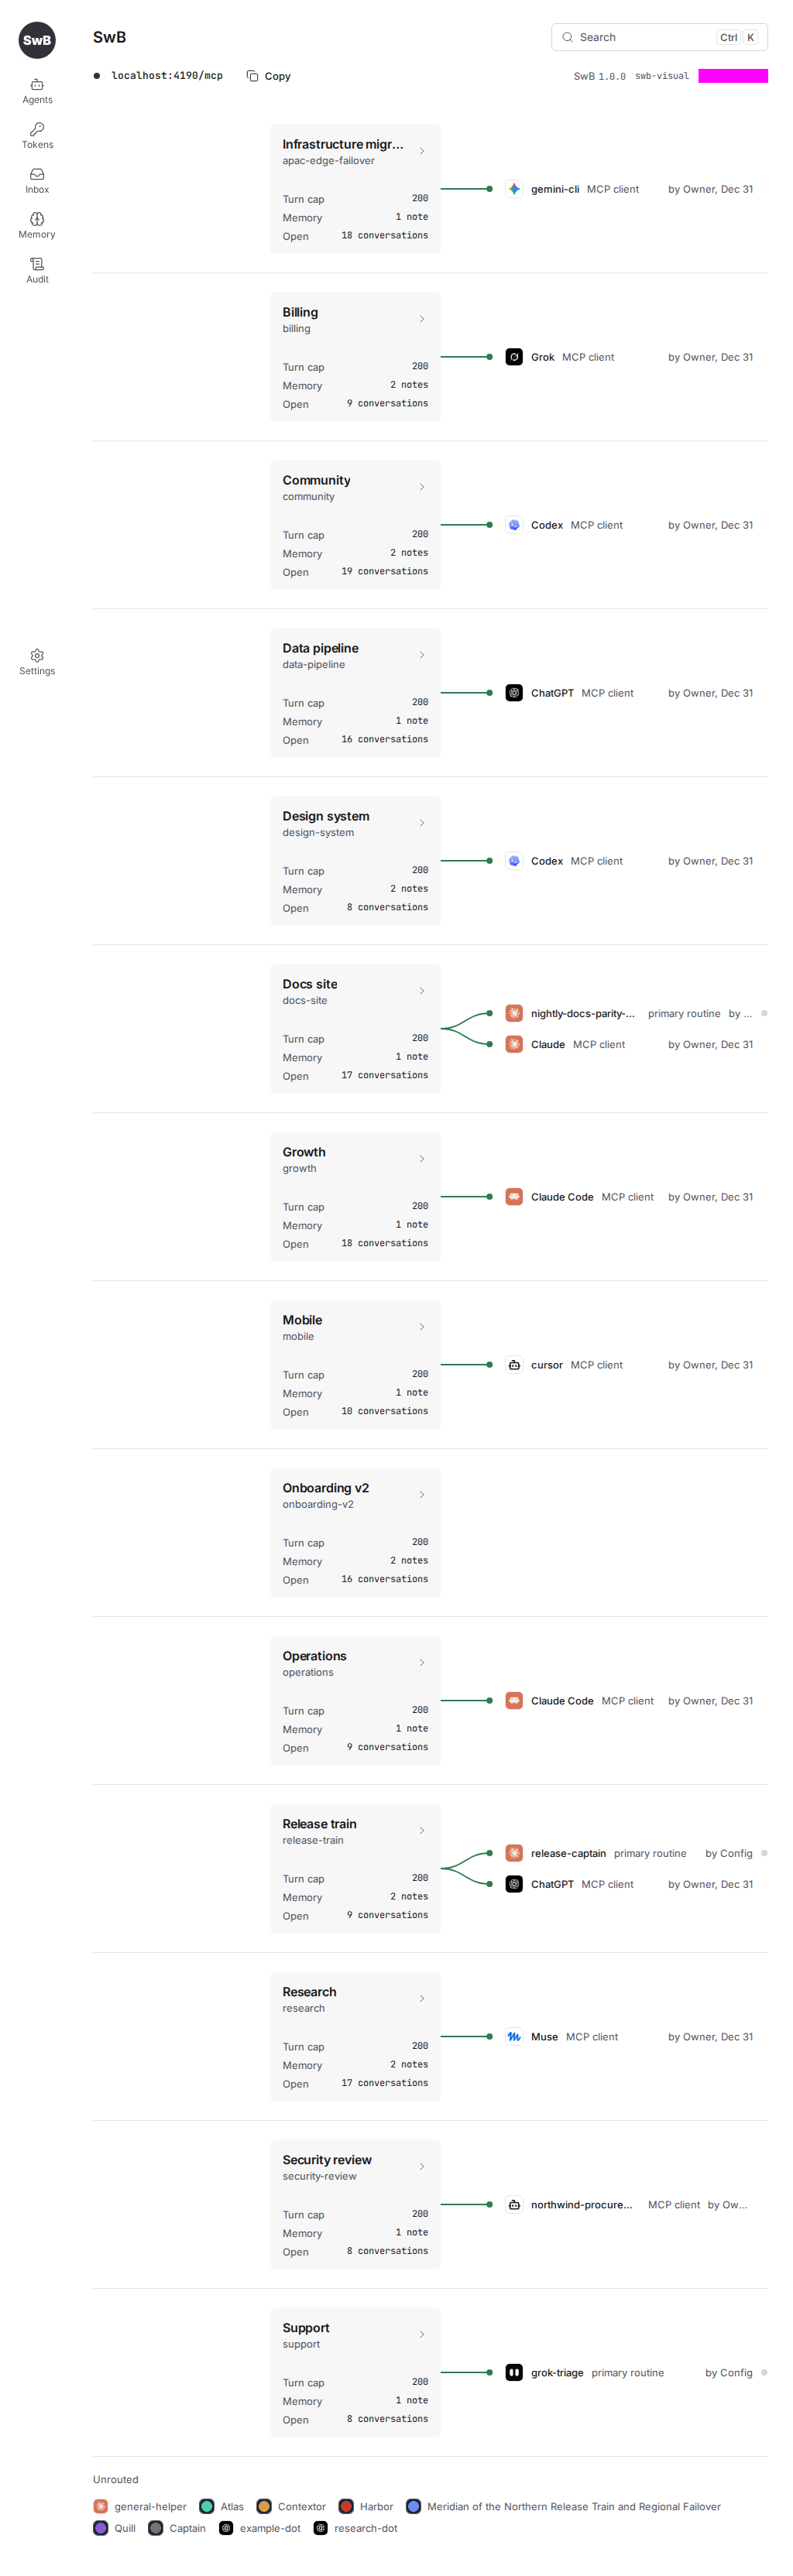 SwB
SwB
Search Ctrl K
localhost:4190/mcp Copy SwB 1.0.0 swb-visual
Agents
Tokens
Inbox
Memory
Audit
Settings
Infrastructure migr...
apac-edge-failover
Turn cap 200
Memory 1 note
Open 18 conversations
gemini-cli MCP client by Owner, Dec 31
Billing
billing
Turn cap 200
Memory 2 notes
Open 9 conversations
Grok MCP client by Owner, Dec 31
Community
community
Turn cap 200
Memory 2 notes
Open 19 conversations
Codex MCP client by Owner, Dec 31
Data pipeline
data-pipeline
Turn cap 200
Memory 1 note
Open 16 conversations
ChatGPT MCP client by Owner, Dec 31
Design system
design-system
Turn cap 200
Memory 2 notes
Open 8 conversations
Codex MCP client by Owner, Dec 31
Docs site
docs-site
Turn cap 200
Memory 1 note
Open 17 conversations
nightly-docs-parity-... primary routine by ...
Claude MCP client by Owner, Dec 31
Growth
growth
Turn cap 200
Memory 1 note
Open 18 conversations
Claude Code MCP client by Owner, Dec 31
Mobile
mobile
Turn cap 200
Memory 1 note
Open 10 conversations
cursor MCP client by Owner, Dec 31
Onboarding v2
onboarding-v2
Turn cap 200
Memory 2 notes
Open 16 conversations
Operations
operations
Turn cap 200
Memory 1 note
Open 9 conversations
Claude Code MCP client by Owner, Dec 31
Release train
release-train
Turn cap 200
Memory 2 notes
Open 9 conversations
release-captain primary routine by Config
ChatGPT MCP client by Owner, Dec 31
Research
research
Turn cap 200
Memory 2 notes
Open 17 conversations
Muse MCP client by Owner, Dec 31
Security review
security-review
Turn cap 200
Memory 1 note
Open 8 conversations
northwind-procure... MCP client by Ow...
Support
support
Turn cap 200
Memory 1 note
Open 8 conversations
grok-triage primary routine by Config
Unrouted
general-helper Atlas Contextor Harbor Meridian of the Northern Release Train and Regional Failover
Quill Captain example-dot research-dot